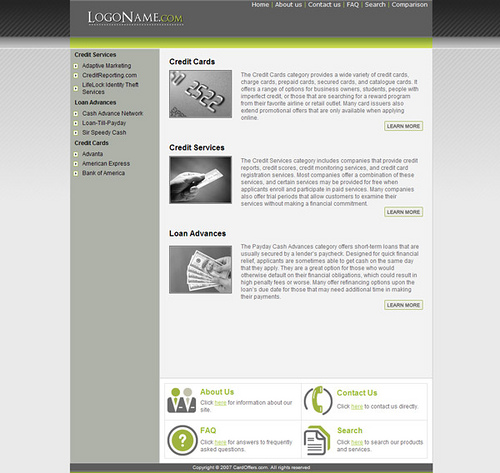 Home | About us | Contact us | FAQ | Search | Comparison
LOGONAME.COM
Credit Services
Adaptive Marketing
CreditReporting.com
LifeLock Identity Theft
Services
Loan Advances
Cash Advance Network
Loan-Till-Payday
Sir Speedy Cash
Credit Cards
Advanta
American Express
Bank of America
Credit Cards
2522
The Credit Cards category provides a wide variety of credit cards,
charge cards, prepaid cards, secured cards, and catalogue cards. It
offers a range of options for business owners, students, people with
imperfect credit, or those that are searching for a reward program
from their favorite airline or retail outlet. Many card issuers also
extend promotional offers that are only available when applying
online.
LEARN MORE
Credit Services
The Credit Services category includes companies that provide credit
reports, credit scores, credit monitoring services, and credit card
registration services. Most companies offer a combination of these
services, and certain services may be provided for free when
applicants enroll and participate in paid services. Many companies
also offer trial periods that allow customers to examine their
services without making a financial commitment.
LEARN MORE
Loan Advances
The Payday Cash Advances category offers short-term loans that are
usually secured by a lender's paycheck. Designed for quick financial
relief, applicants are sometimes able to get cash on the same day
that they apply. They are a great option for those who would
otherwise default on their financial obligations, which could result in
high penalty fees or worse. Many offer refinancing options upon the
loan's due date for those that may need additional time in making
their payments.
LEARN MORE
About Us
Click here for information about our
site.
Contact Us
Click here to contact us directly.
FAQ
Click here for answers to frequently
asked questions.
Search
Click here to search our products
and services.
Copyright © 2007 CardOffers.com. All rights reserved